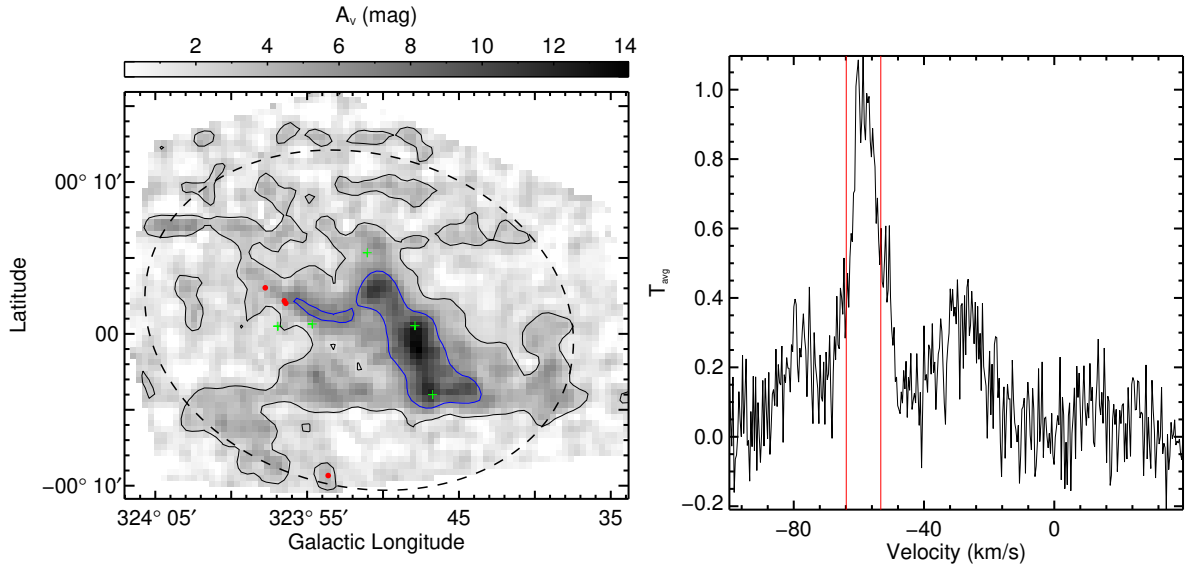 Aᵥ (mag)
2 4 6 8 10 12 14
00° 10′
00
−00° 10′
Latitude
324° 05′ 323° 55′ 45 35
Galactic Longitude
1.0
0.8
0.6
0.4
0.2
0.0
−0.2
T_avg
−80 −40 0
Velocity (km/s)